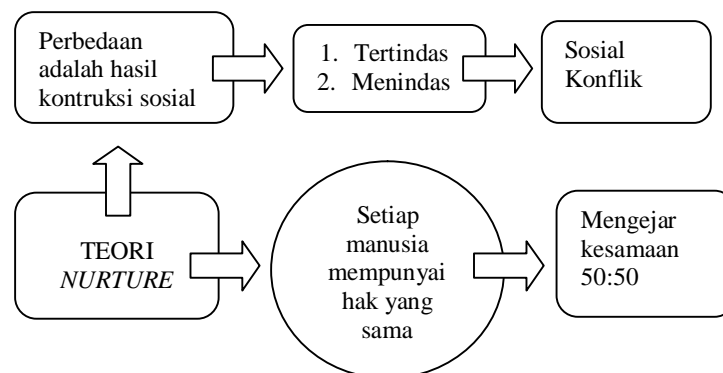 Perbedaan
adalah hasil
kontruksi sosial
1. Tertindas
2. Menindas
Sosial
Konflik
TEORI
NURTURE
Setiap
manusia
mempunyai
hak yang
sama
Mengejar
kesamaan
50:50